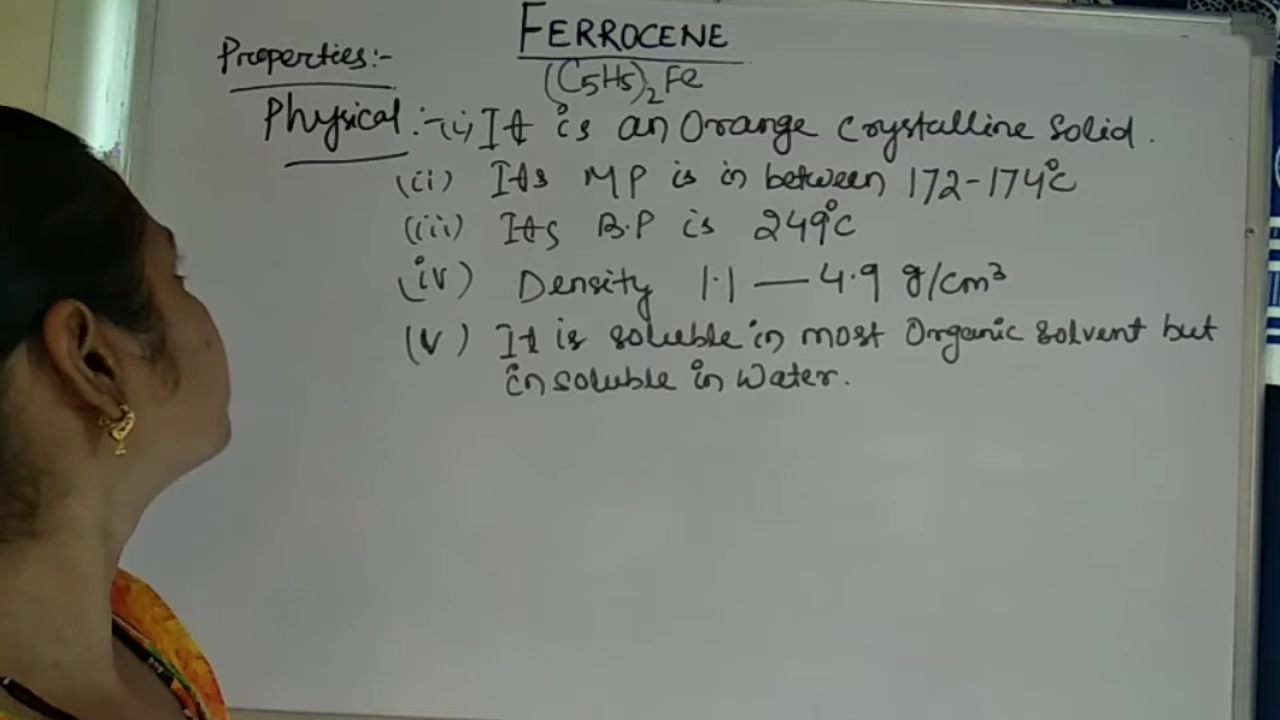 FERROCENE
(C5H5)2Fe
Properties:-
Physical:-(i) It is an Orange Crystalline Solid.
(ii) Its MP is in between 172-174°C
(iii) Its B.P is 249°C
(iv) Density 1.1 — 4.9 g/cm³
(v) It is soluble in most Organic Solvent but
insoluble in Water.